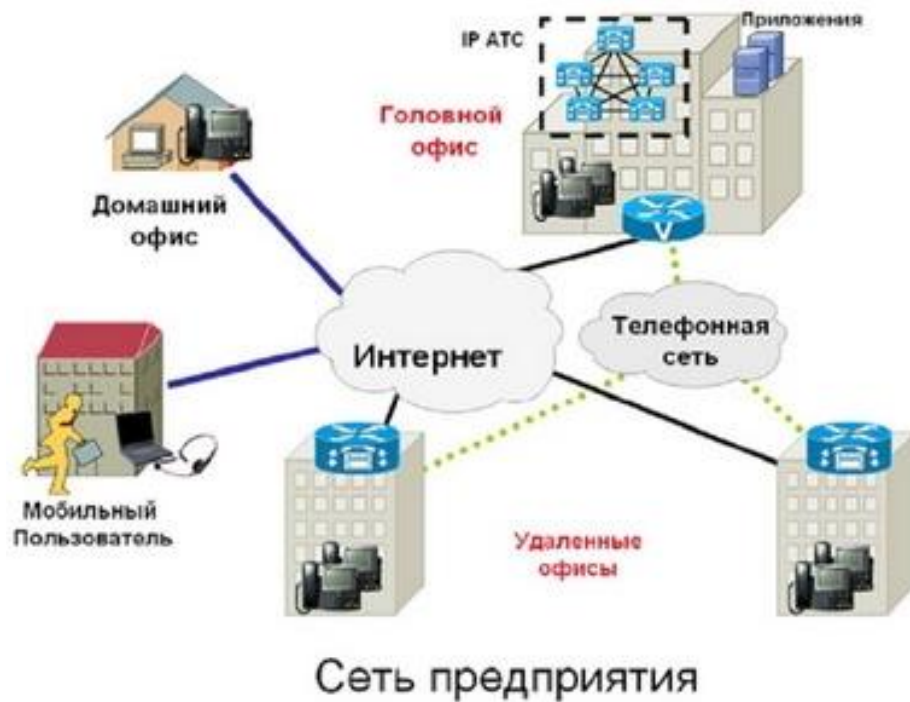 Приложения
IP АТС
Головной
офис
Домашний
офис
V
Телефонная
сеть
Интернет
Мобильный
Пользователь
Удаленные
офисы
Сеть предприятия